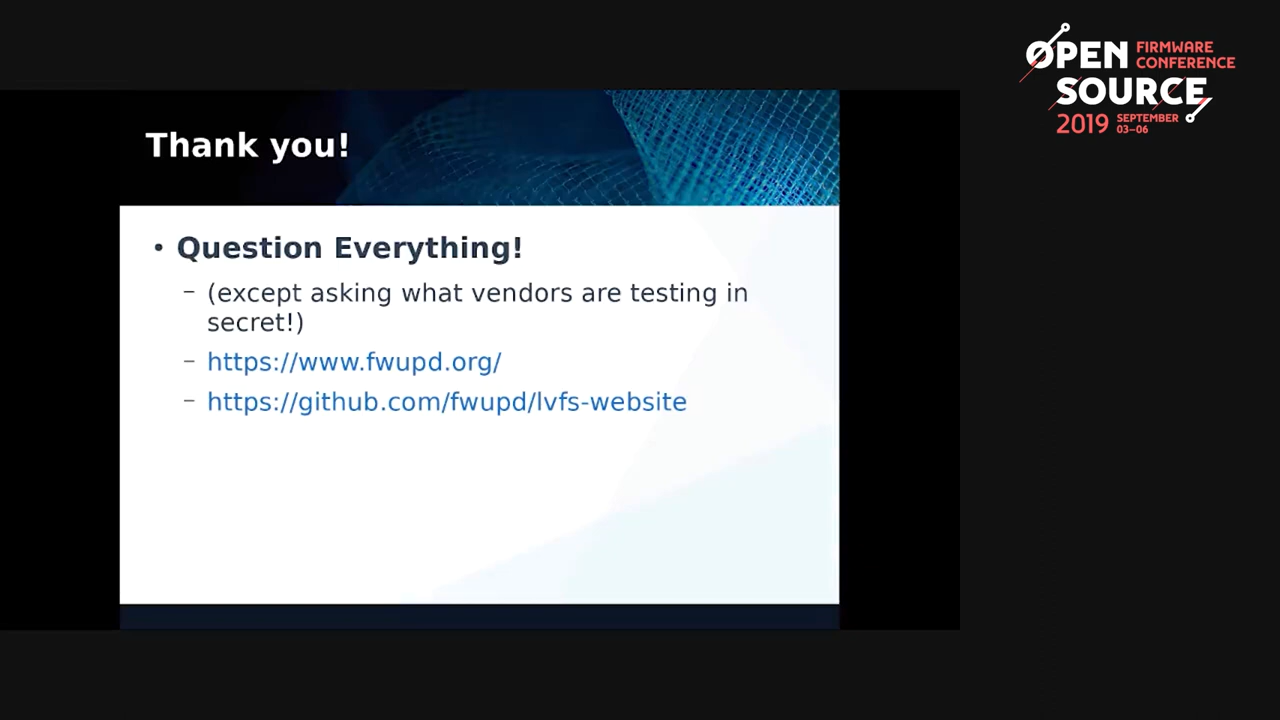 OPEN FIRMWARE
CONFERENCE
SOURCE
2019 SEPTEMBER
03–06
Thank you!
• Question Everything!
– (except asking what vendors are testing in
secret!)
– https://www.fwupd.org/
– https://github.com/fwupd/lvfs-website